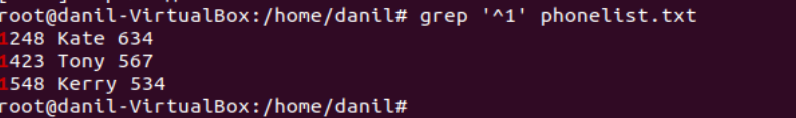 root@danil-VirtualBox:/home/danil# grep '^1' phonelist.txt
1248 Kate 634
1423 Tony 567
1548 Kerry 534
root@danil-VirtualBox:/home/danil#